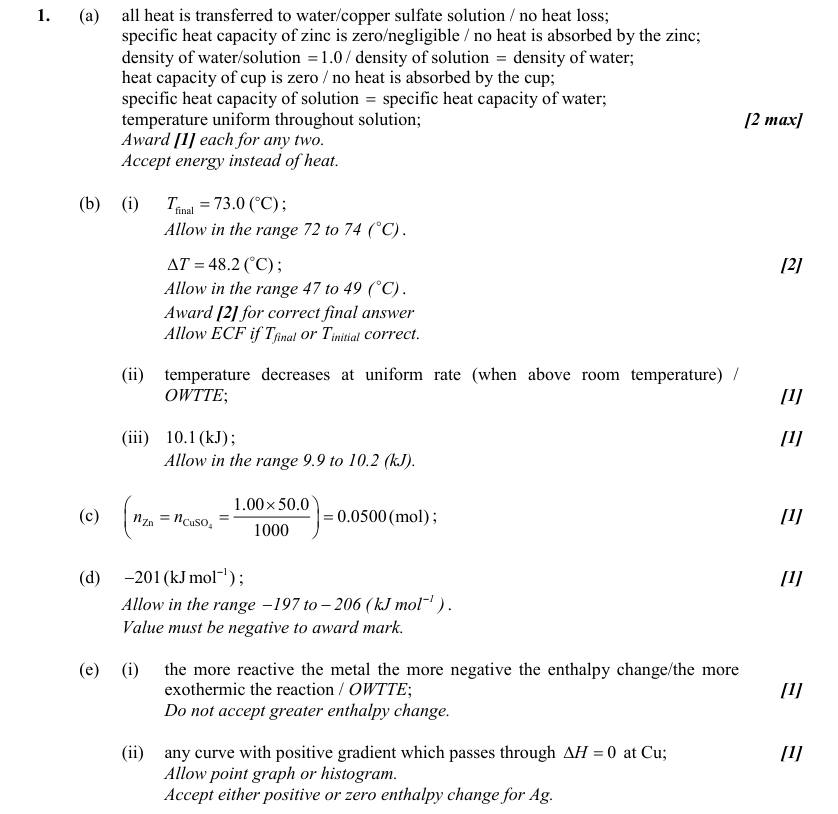 1. (a) all heat is transferred to water/copper sulfate solution / no heat loss;
specific heat capacity of zinc is zero/negligible / no heat is absorbed by the zinc;
density of water/solution = 1.0 / density of solution = density of water;
heat capacity of cup is zero / no heat is absorbed by the cup;
specific heat capacity of solution = specific heat capacity of water;
temperature uniform throughout solution; [2 max]
Award [1] each for any two.
Accept energy instead of heat.
(b) (i) T_final = 73.0 (°C);
Allow in the range 72 to 74 (°C).
ΔT = 48.2 (°C); [2]
Allow in the range 47 to 49 (°C).
Award [2] for correct final answer
Allow ECF if T_final or T_initial correct.
(ii) temperature decreases at uniform rate (when above room temperature) /
OWTTE; [1]
(iii) 10.1 (kJ); [1]
Allow in the range 9.9 to 10.2 (kJ).
(c) (n_Zn = n_CuSO₄ = 1.00×50.0/1000) = 0.0500 (mol); [1]
(d) −201 (kJ mol⁻¹); [1]
Allow in the range −197 to − 206 (kJ mol⁻¹).
Value must be negative to award mark.
(e) (i) the more reactive the metal the more negative the enthalpy change/the more
exothermic the reaction / OWTTE; [1]
Do not accept greater enthalpy change.
(ii) any curve with positive gradient which passes through ΔH = 0 at Cu; [1]
Allow point graph or histogram.
Accept either positive or zero enthalpy change for Ag.